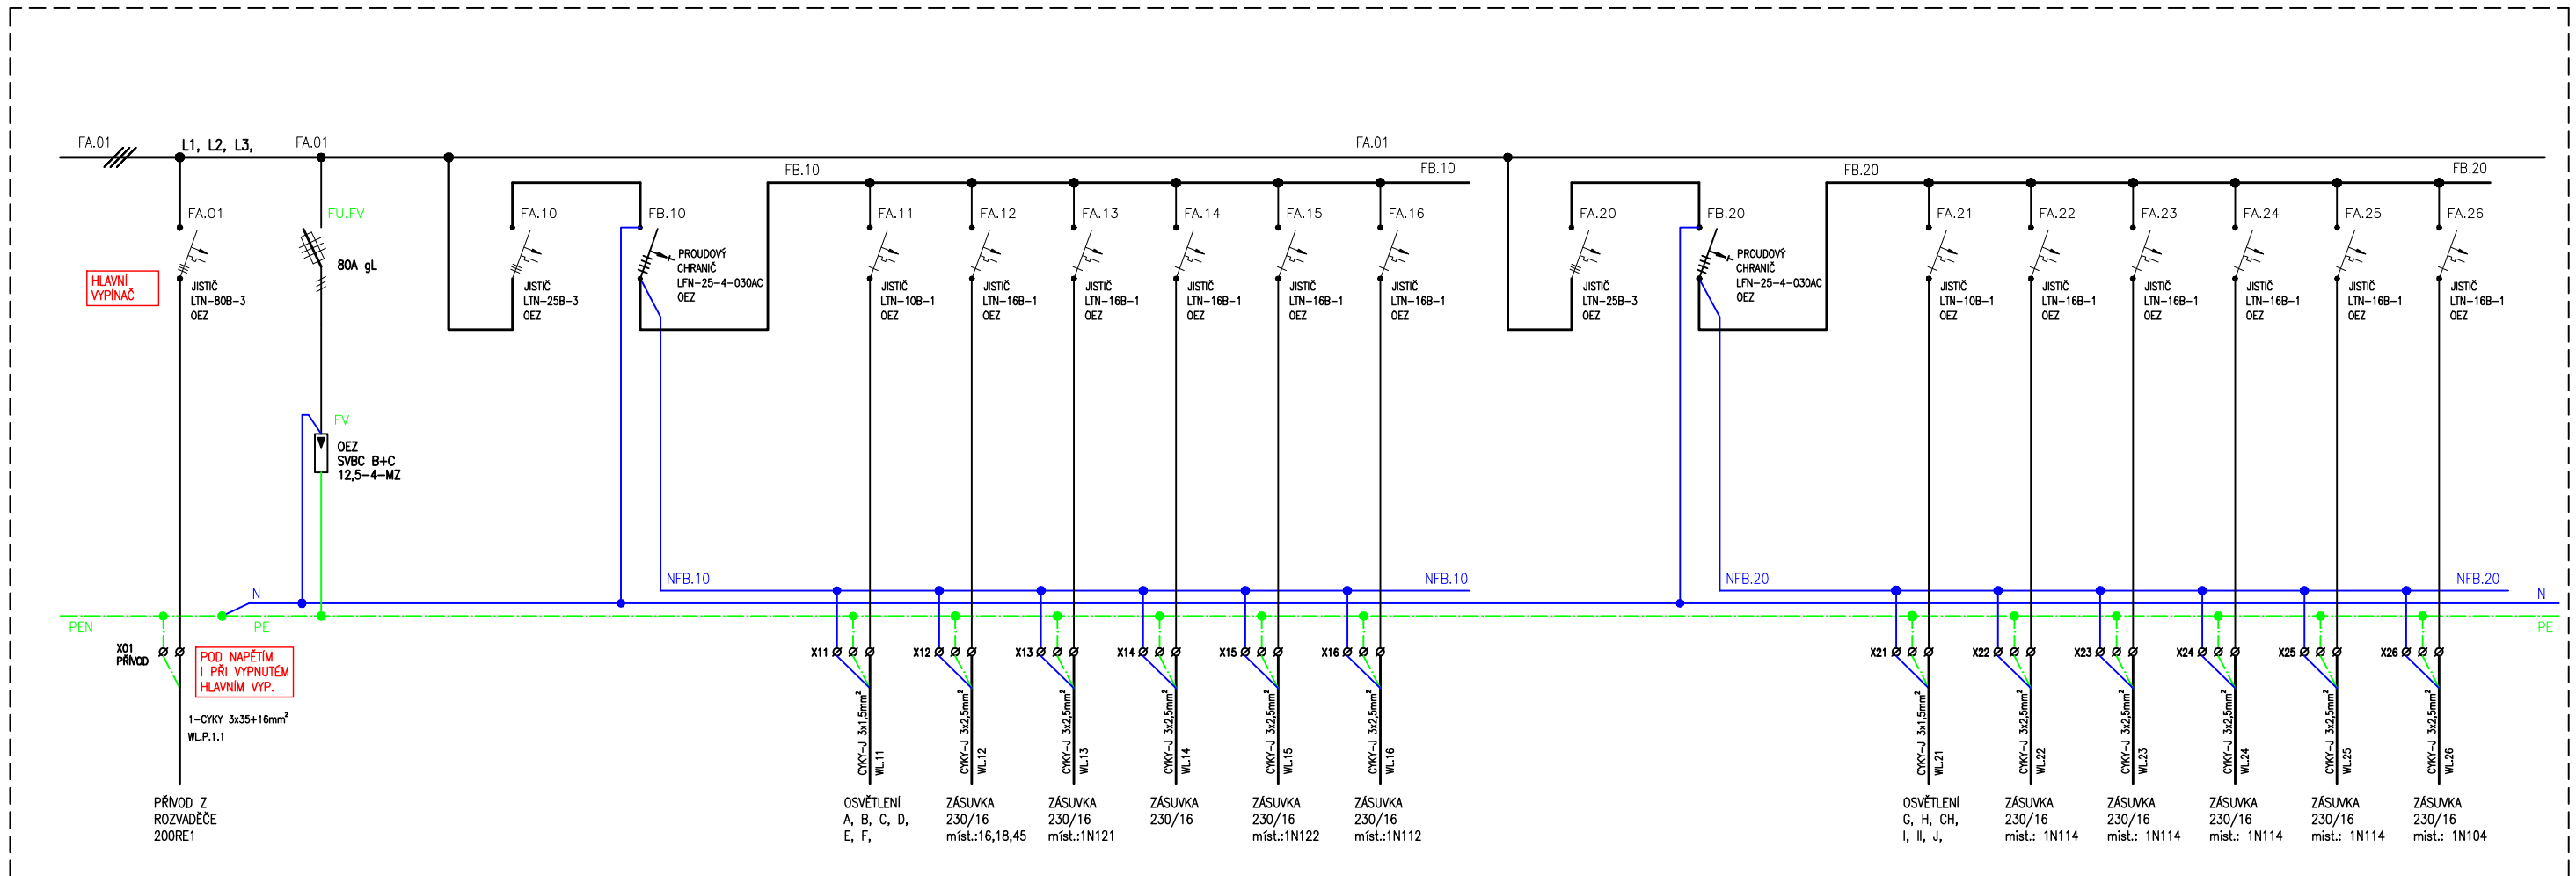 FA.01
L1, L2, L3,
FA.01
FA.01
FB.10
FB.10
FB.20
FB.20
FA.01
HLAVNÍ
VYPÍNAČ
JISTIČ
LTN-80B-3
OEZ
FU.FV
80A gL
FV
OEZ
SVBC B+C
12,5-4-MZ
FA.10
JISTIČ
LTN-25B-3
OEZ
FB.10
PROUDOVÝ
CHRANIČ
LFN-25-4-030AC
OEZ
FA.11
JISTIČ
LTN-10B-1
OEZ
FA.12
JISTIČ
LTN-16B-1
OEZ
FA.13
JISTIČ
LTN-16B-1
OEZ
FA.14
JISTIČ
LTN-16B-1
OEZ
FA.15
JISTIČ
LTN-16B-1
OEZ
FA.16
JISTIČ
LTN-16B-1
OEZ
FA.20
JISTIČ
LTN-25B-3
OEZ
FB.20
PROUDOVÝ
CHRANIČ
LFN-25-4-030AC
OEZ
FA.21
JISTIČ
LTN-10B-1
OEZ
FA.22
JISTIČ
LTN-16B-1
OEZ
FA.23
JISTIČ
LTN-16B-1
OEZ
FA.24
JISTIČ
LTN-16B-1
OEZ
FA.25
JISTIČ
LTN-16B-1
OEZ
FA.26
JISTIČ
LTN-16B-1
OEZ
N
NFB.10
NFB.10
NFB.20
NFB.20
N
PEN
PE
PE
X01
PŘÍVOD
POD NAPĚTÍM
I PŘI VYPNUTÉM
HLAVNÍM VYP.
1-CYKY 3x35+16mm²
WL.P.1.1
PŘÍVOD Z
ROZVADĚČE
200RE1
X11
CYKY-J 3x1,5mm²
WL.11
OSVĚTLENÍ
A, B, C, D,
E, F,
X12
CYKY-J 3x2,5mm²
WL.12
ZÁSUVKA
230/16
míst.:16,18,45
X13
CYKY-J 3x2,5mm²
WL.13
ZÁSUVKA
230/16
míst.:1N121
X14
CYKY-J 3x2,5mm²
WL.14
ZÁSUVKA
230/16
X15
CYKY-J 3x2,5mm²
WL.15
ZÁSUVKA
230/16
míst.:1N122
X16
CYKY-J 3x2,5mm²
WL.16
ZÁSUVKA
230/16
míst.:1N112
X21
CYKY-J 3x1,5mm²
WL.21
OSVĚTLENÍ
G, H, CH,
I, II, J,
X22
CYKY-J 3x2,5mm²
WL.22
ZÁSUVKA
230/16
míst.: 1N114
X23
CYKY-J 3x2,5mm²
WL.23
ZÁSUVKA
230/16
míst.: 1N114
X24
CYKY-J 3x2,5mm²
WL.24
ZÁSUVKA
230/16
míst.: 1N114
X25
CYKY-J 3x2,5mm²
WL.25
ZÁSUVKA
230/16
míst.: 1N114
X26
CYKY-J 3x2,5mm²
WL.26
ZÁSUVKA
230/16
míst.: 1N104